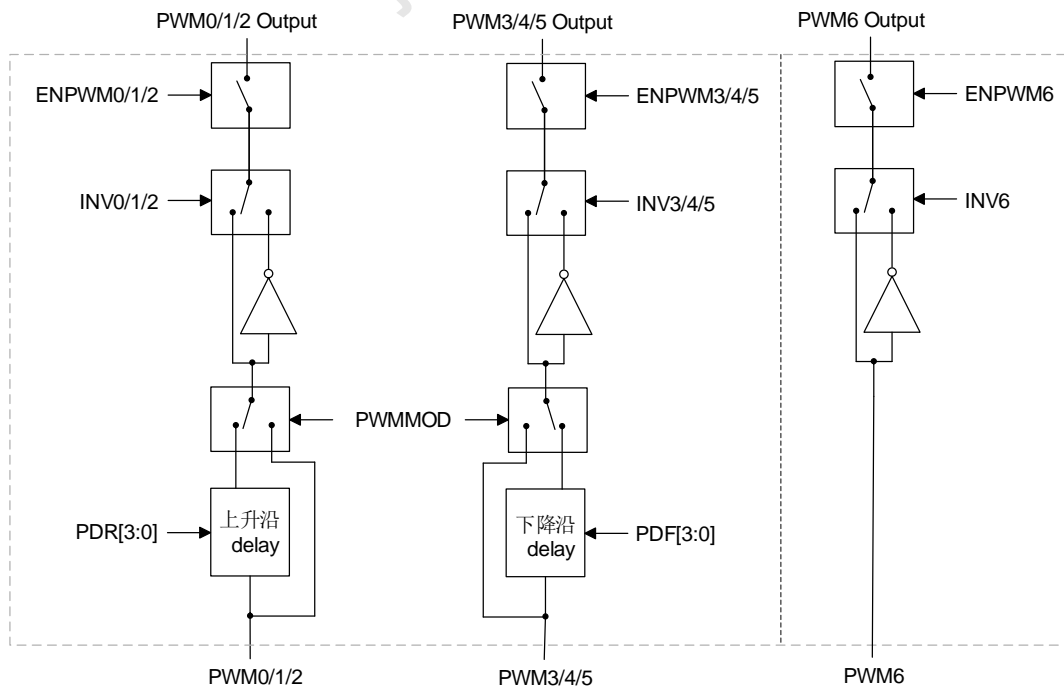 PWM0/1/2 Output
PWM3/4/5 Output
PWM6 Output
ENPWM0/1/2
ENPWM3/4/5
ENPWM6
INV0/1/2
INV3/4/5
INV6
PWMMOD
PDR[3:0]
上升沿
delay
下降沿
delay
PDF[3:0]
PWM0/1/2
PWM3/4/5
PWM6